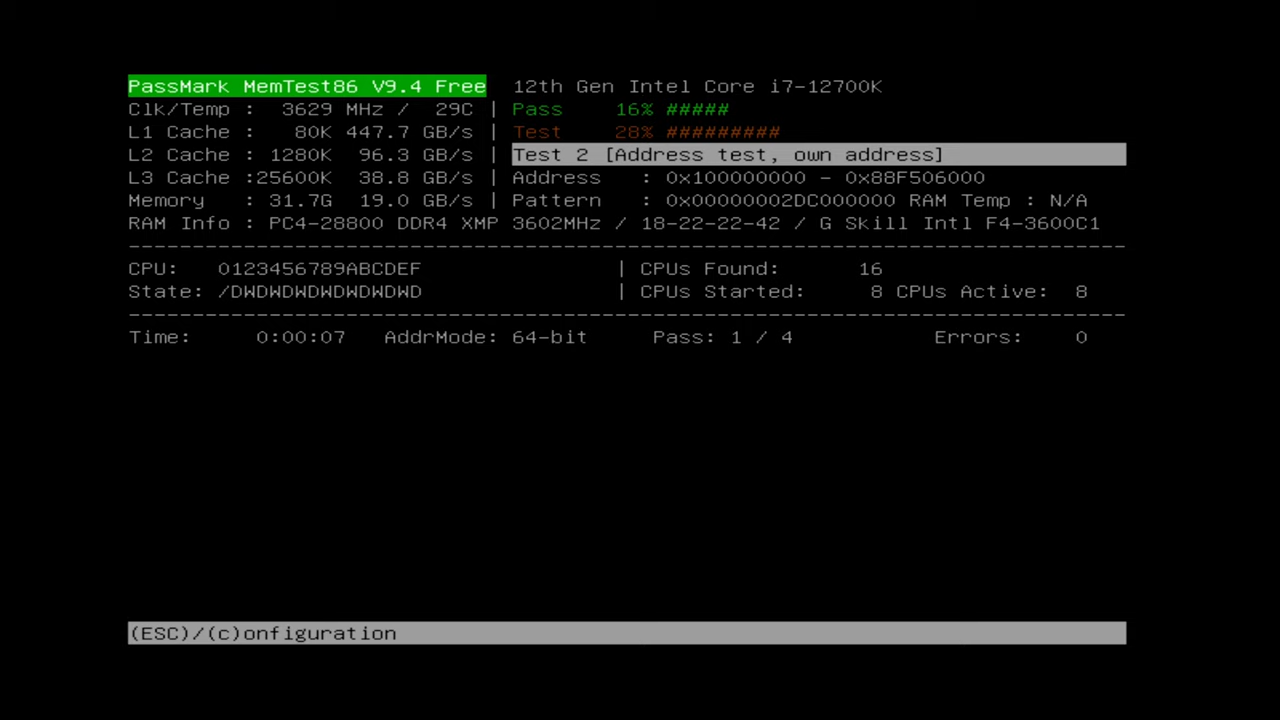 PassMark MemTest86 V9.4 Free   12th Gen Intel Core i7-12700K
Clk/Temp :  3629 MHz /  29C | Pass    16% #####
L1 Cache :   80K 447.7 GB/s | Test    28% #########
L2 Cache : 1280K  96.3 GB/s | Test 2 [Address test, own address]
L3 Cache :25600K  38.8 GB/s | Address   : 0x100000000 - 0x88F506000
Memory   : 31.7G  19.0 GB/s | Pattern   : 0x00000002DC000000 RAM Temp : N/A
RAM Info : PC4-28800 DDR4 XMP 3602MHz / 18-22-22-42 / G Skill Intl F4-3600C1
------------------------------------------------------------------------------
CPU:   0123456789ABCDEF                | CPUs Found:      16
State: /DWDWDWDWDWDWDWD                | CPUs Started:     8 CPUs Active:  8
------------------------------------------------------------------------------
Time:     0:00:07   AddrMode: 64-bit     Pass: 1 / 4           Errors:    0
(ESC)/(c)onfiguration